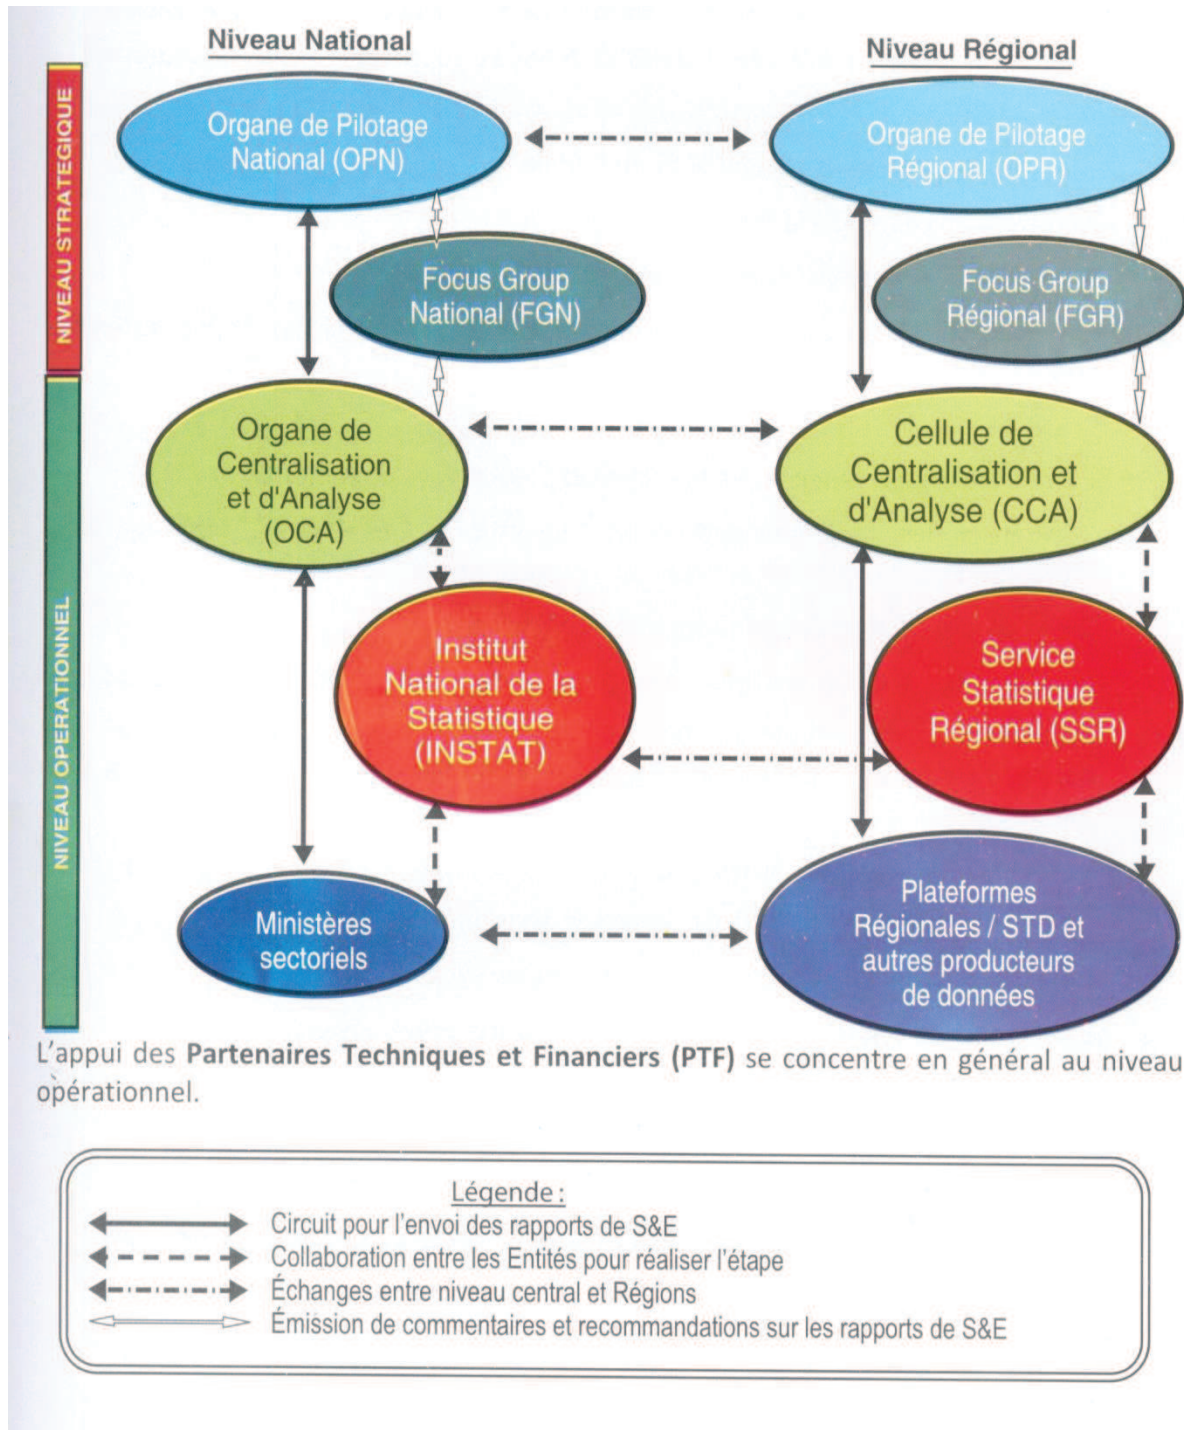 Niveau National
Niveau Régional
NIVEAU STRATEGIQUE
Organe de Pilotage
National (OPN)
Organe de Pilotage
Régional (OPR)
Focus Group
National (FGN)
Focus Group
Régional (FGR)
NIVEAU OPERATIONNEL
Organe de
Centralisation
et d'Analyse
(OCA)
Cellule de
Centralisation et
d'Analyse (CCA)
Institut
National de la
Statistique
(INSTAT)
Service
Statistique
Régional (SSR)
Ministères
sectoriels
Plateformes
Régionales / STD et
autres producteurs
de données
L'appui des Partenaires Techniques et Financiers (PTF) se concentre en général au niveau
opérationnel.
Légende :
Circuit pour l'envoi des rapports de S&E
Collaboration entre les Entités pour réaliser l'étape
Échanges entre niveau central et Régions
Émission de commentaires et recommandations sur les rapports de S&E